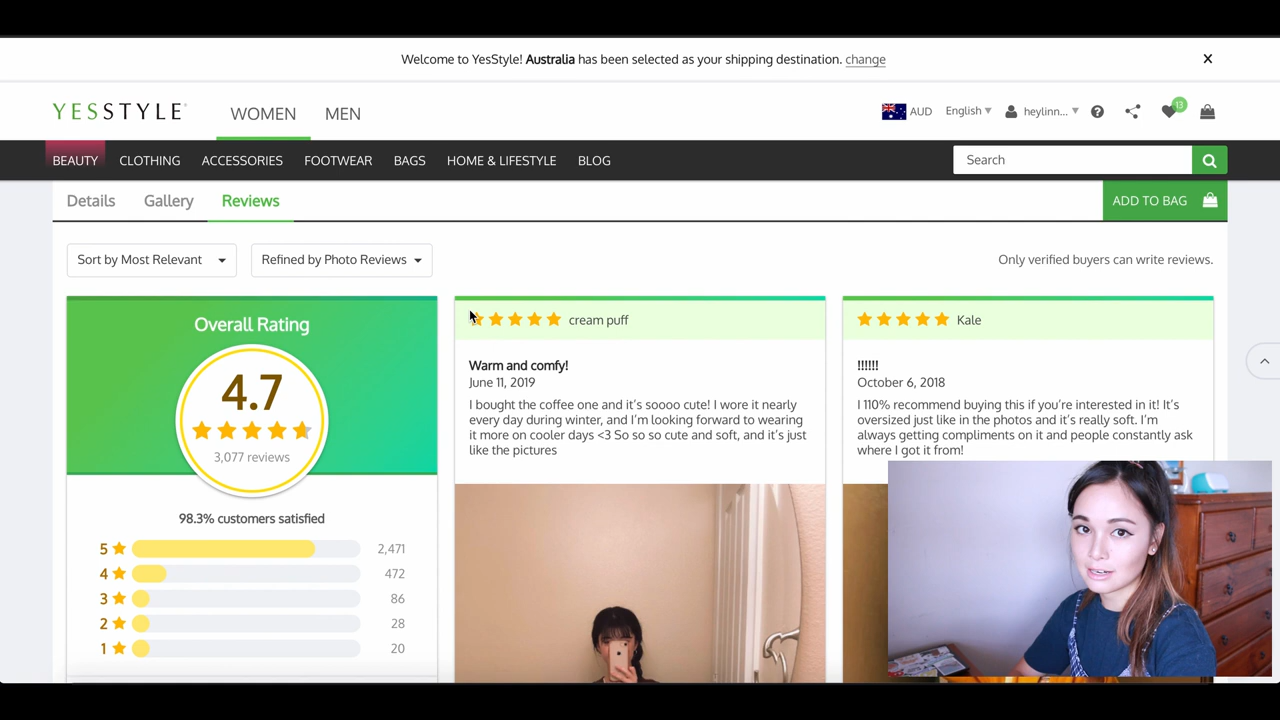 Welcome to YesStyle! Australia has been selected as your shipping destination. change
YESSTYLE
WOMEN
MEN
AUD
English
heylinn...
13
BEAUTY
CLOTHING
ACCESSORIES
FOOTWEAR
BAGS
HOME & LIFESTYLE
BLOG
Search
Details
Gallery
Reviews
ADD TO BAG
Sort by Most Relevant
Refined by Photo Reviews
Only verified buyers can write reviews.
Overall Rating
4.7
3,077 reviews
98.3% customers satisfied
5 2,471
4 472
3 86
2 28
1 20
cream puff
Warm and comfy!
June 11, 2019
I bought the coffee one and it's soooo cute! I wore it nearly
every day during winter, and I'm looking forward to wearing
it more on cooler days <3 So so so cute and soft, and it's just
like the pictures
Kale
!!!!!!
October 6, 2018
I 110% recommend buying this if you're interested in it! It's
oversized just like in the photos and it's really soft. I'm
always getting compliments on it and people constantly ask
where I got it from!